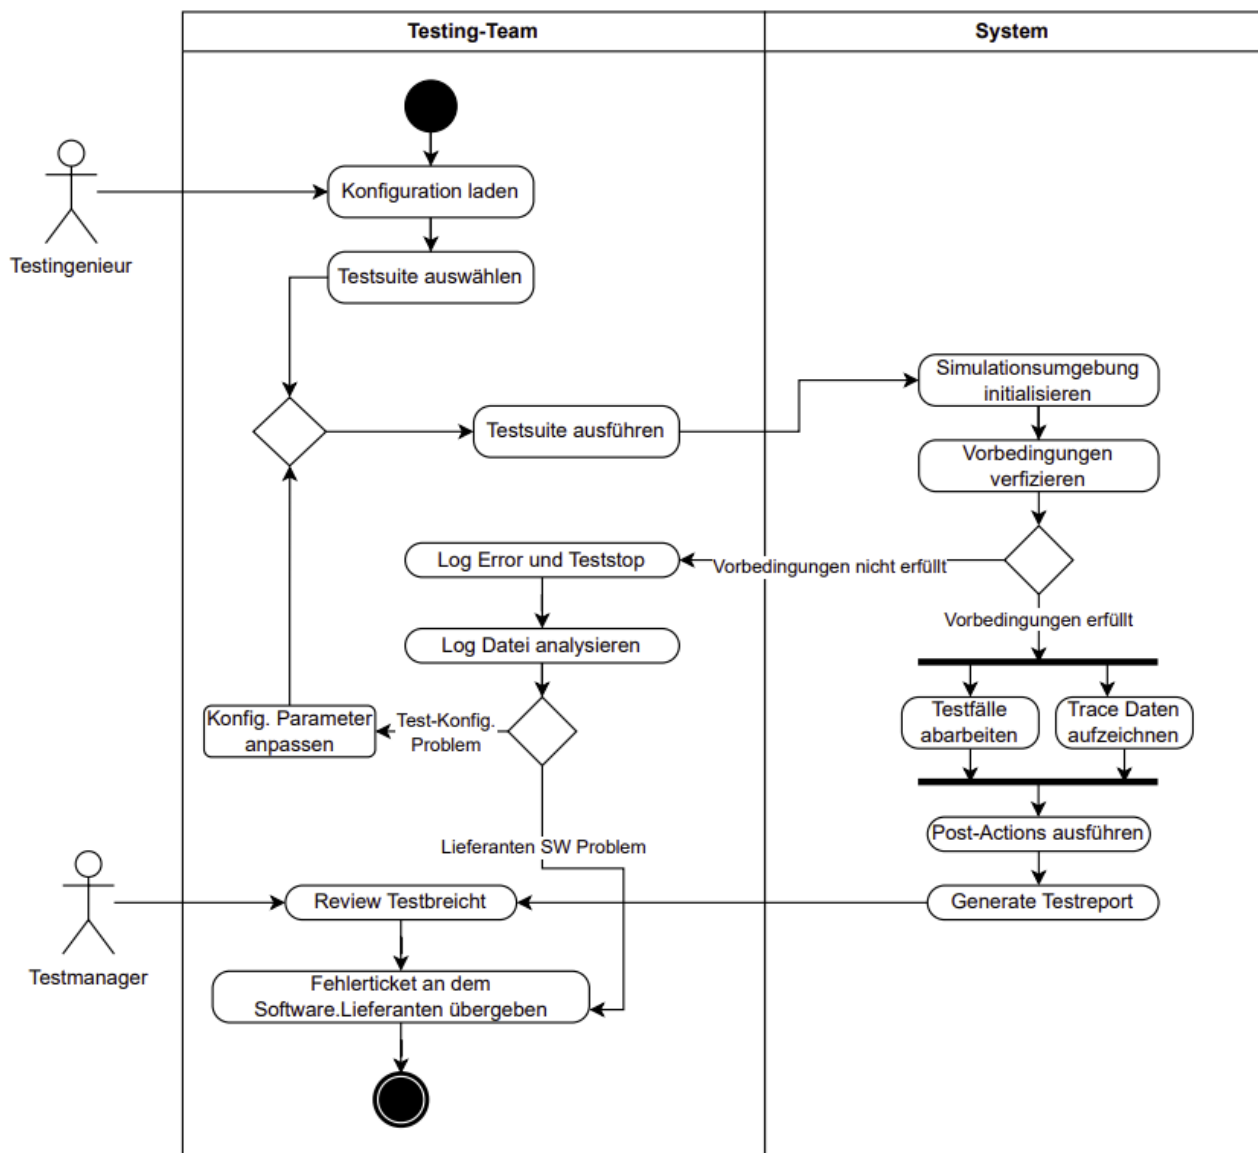 Testing-Team
System
Konfiguration laden
Testingenieur
Testsuite auswählen
Simulationsumgebung
initialisieren
Testsuite ausführen
Vorbedingungen
verfizieren
Log Error und Teststop
Vorbedingungen nicht erfüllt
Vorbedingungen erfüllt
Log Datei analysieren
Konfig. Parameter
anpassen
Test-Konfig.
Problem
Testfälle
abarbeiten
Trace Daten
aufzeichnen
Post-Actions ausführen
Lieferanten SW Problem
Review Testbreicht
Generate Testreport
Testmanager
Fehlerticket an dem
Software.Lieferanten übergeben